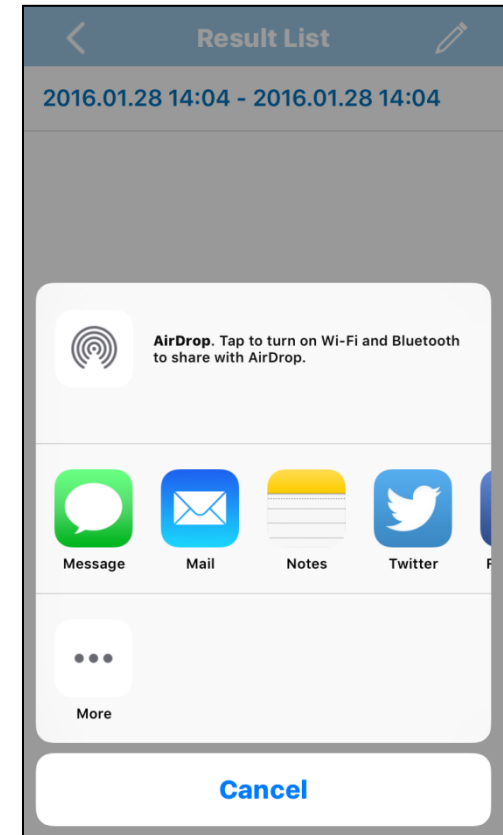 Result List
2016.01.28 14:04 - 2016.01.28 14:04
AirDrop. Tap to turn on Wi-Fi and Bluetooth
to share with AirDrop.
Message Mail Notes Twitter
More
Cancel